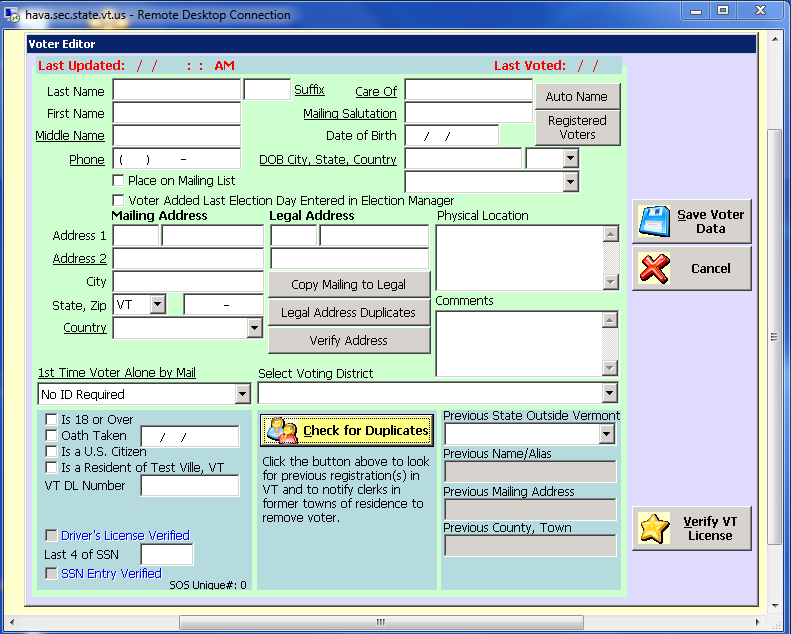 hava.sec.state.vt.us - Remote Desktop Connection
Voter Editor
Last Updated: / / : : AM
Last Voted: / /
Last Name
Suffix
Care Of
Auto Name
First Name
Mailing Salutation
Registered
Voters
Middle Name
Date of Birth / /
Phone ( ) -
DOB City, State, Country
Place on Mailing List
Voter Added Last Election Day Entered in Election Manager
Mailing Address
Legal Address
Physical Location
Save Voter
Data
Address 1
Address 2
City
Copy Mailing to Legal
Cancel
State, Zip VT -
Legal Address Duplicates
Comments
Country
Verify Address
1st Time Voter Alone by Mail
Select Voting District
No ID Required
Is 18 or Over
Oath Taken / /
Is a U.S. Citizen
Is a Resident of Test Ville, VT
VT DL Number
Driver's License Verified
Last 4 of SSN
SSN Entry Verified
SOS Unique#: 0
Check for Duplicates
Click the button above to look
for previous registration(s) in
VT and to notify clerks in
former towns of residence to
remove voter.
Previous State Outside Vermont
Previous Name/Alias
Previous Mailing Address
Previous County, Town
Verify VT
License